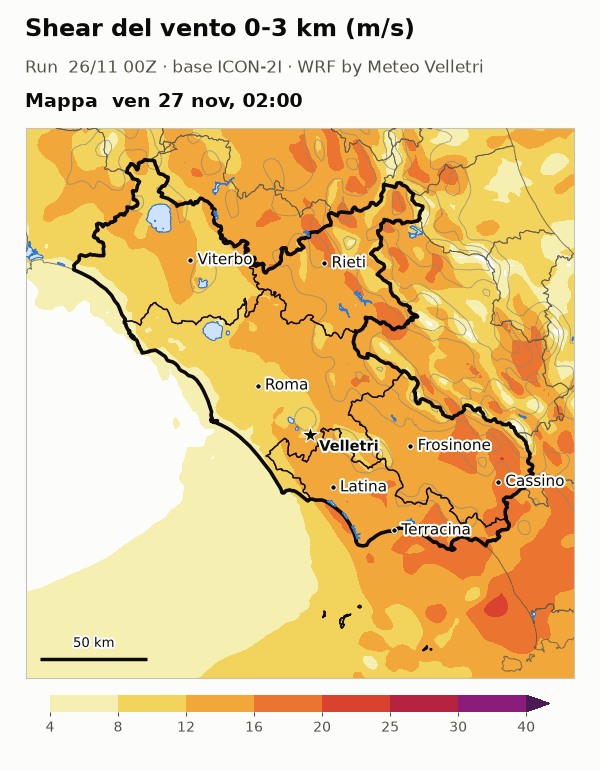 Shear del vento 0-3 km (m/s)
Run  26/11 00Z · base ICON-2I · WRF by Meteo Velletri
Mappa  ven 27 nov, 02:00
Viterbo
Rieti
Roma
Velletri
Frosinone
Cassino
Latina
Terracina
50 km
4 8 12 16 20 25 30 40